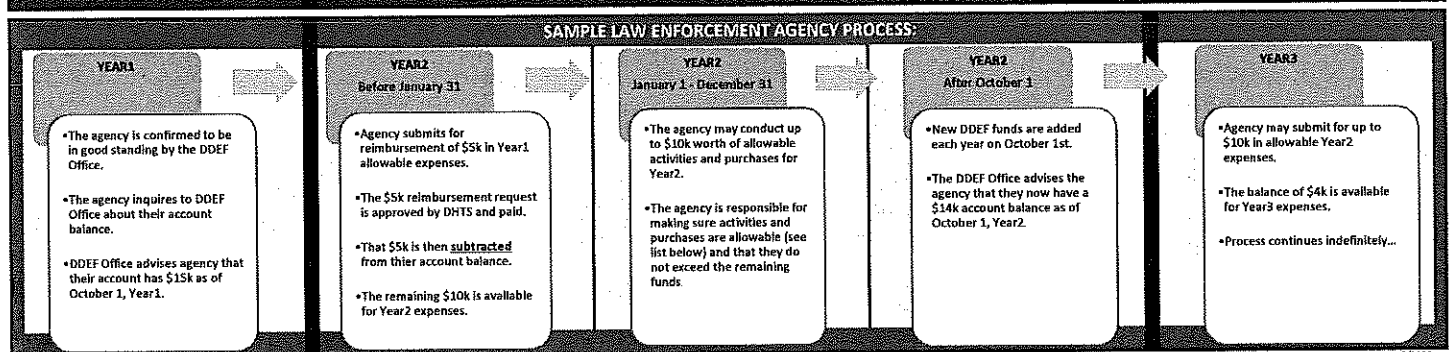 SAMPLE LAW ENFORCEMENT AGENCY PROCESS:
YEAR1
•The agency is confirmed to be
in good standing by the DDEF
Office.
•The agency inquires to DDEF
Office about their account
balance.
•DDEF Office advises agency that
their account has $15k as of
October 1, Year1.
YEAR2
Before January 31
•Agency submits for
reimbursement of $5k in Year1
allowable expenses.
•The $5k reimbursement request
is approved by DHTS and paid.
•That $5k is then subtracted
from thier account balance.
•The remaining $10k is available
for Year2 expenses.
YEAR2
January 1 - December 31
•The agency may conduct up
to $10k worth of allowable
activities and purchases for
Year2.
•The agency is responsible for
making sure activities and
purchases are allowable (see
list below) and that they do
not exceed the remaining
funds.
YEAR2
After October 1
•New DDEF funds are added
each year on October 1st.
•The DDEF Office advises the
agency that they now have a
$14k account balance as of
October 1, Year2.
YEAR3
•Agency may submit for up to
$10k in allowable Year2
expenses.
•The balance of $4k is available
for Year3 expenses.
•Process continues indefinitely...